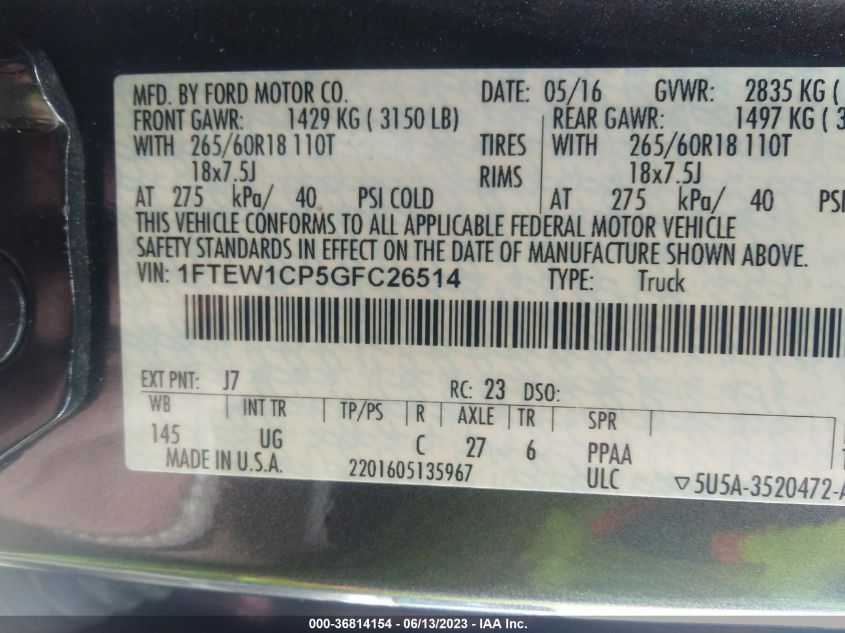 MFD. BY FORD MOTOR CO. DATE: 05/16 GVWR: 2835 KG (
FRONT GAWR: 1429 KG ( 3150 LB) REAR GAWR: 1497 KG ( 3
WITH 265/60R18 110T TIRES WITH 265/60R18 110T
18x7.5J RIMS 18x7.5J
AT 275 kPa/ 40 PSI COLD AT 275 kPa/ 40 PSI
THIS VEHICLE CONFORMS TO ALL APPLICABLE FEDERAL MOTOR VEHICLE
SAFETY STANDARDS IN EFFECT ON THE DATE OF MANUFACTURE SHOWN ABOVE.
VIN: 1FTEW1CP5GFC26514 TYPE: Truck
EXT PNT: J7 RC: 23 DSO:
WB INT TR TP/PS R AXLE TR SPR
145 UG C 27 6 PPAA
MADE IN U.S.A. 2201605135967 ULC 5U5A-3520472-A
000-36814154 - 06/13/2023 - IAA Inc.